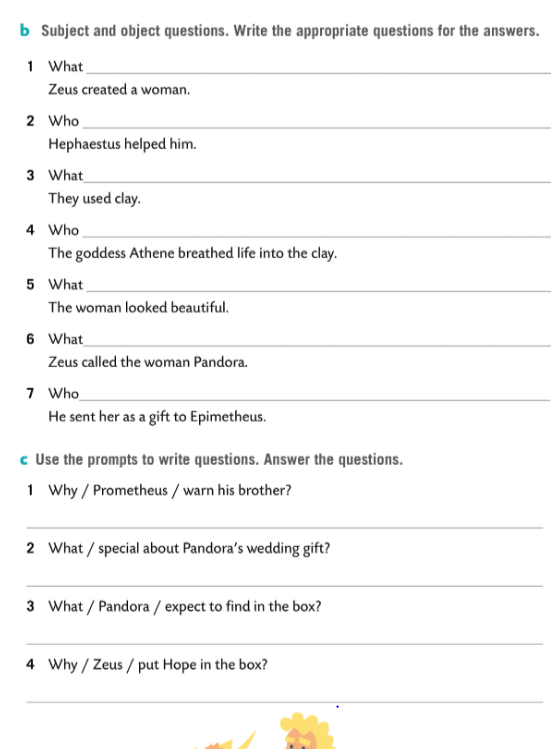 b Subject and object questions. Write the appropriate questions for the answers.
1 What
Zeus created a woman.
2 Who
Hephaestus helped him.
3 What
They used clay.
4 Who
The goddess Athene breathed life into the clay.
5 What
The woman looked beautiful.
6 What
Zeus called the woman Pandora.
7 Who
He sent her as a gift to Epimetheus.
c Use the prompts to write questions. Answer the questions.
1 Why / Prometheus / warn his brother?
2 What / special about Pandora's wedding gift?
3 What / Pandora / expect to find in the box?
4 Why / Zeus / put Hope in the box?